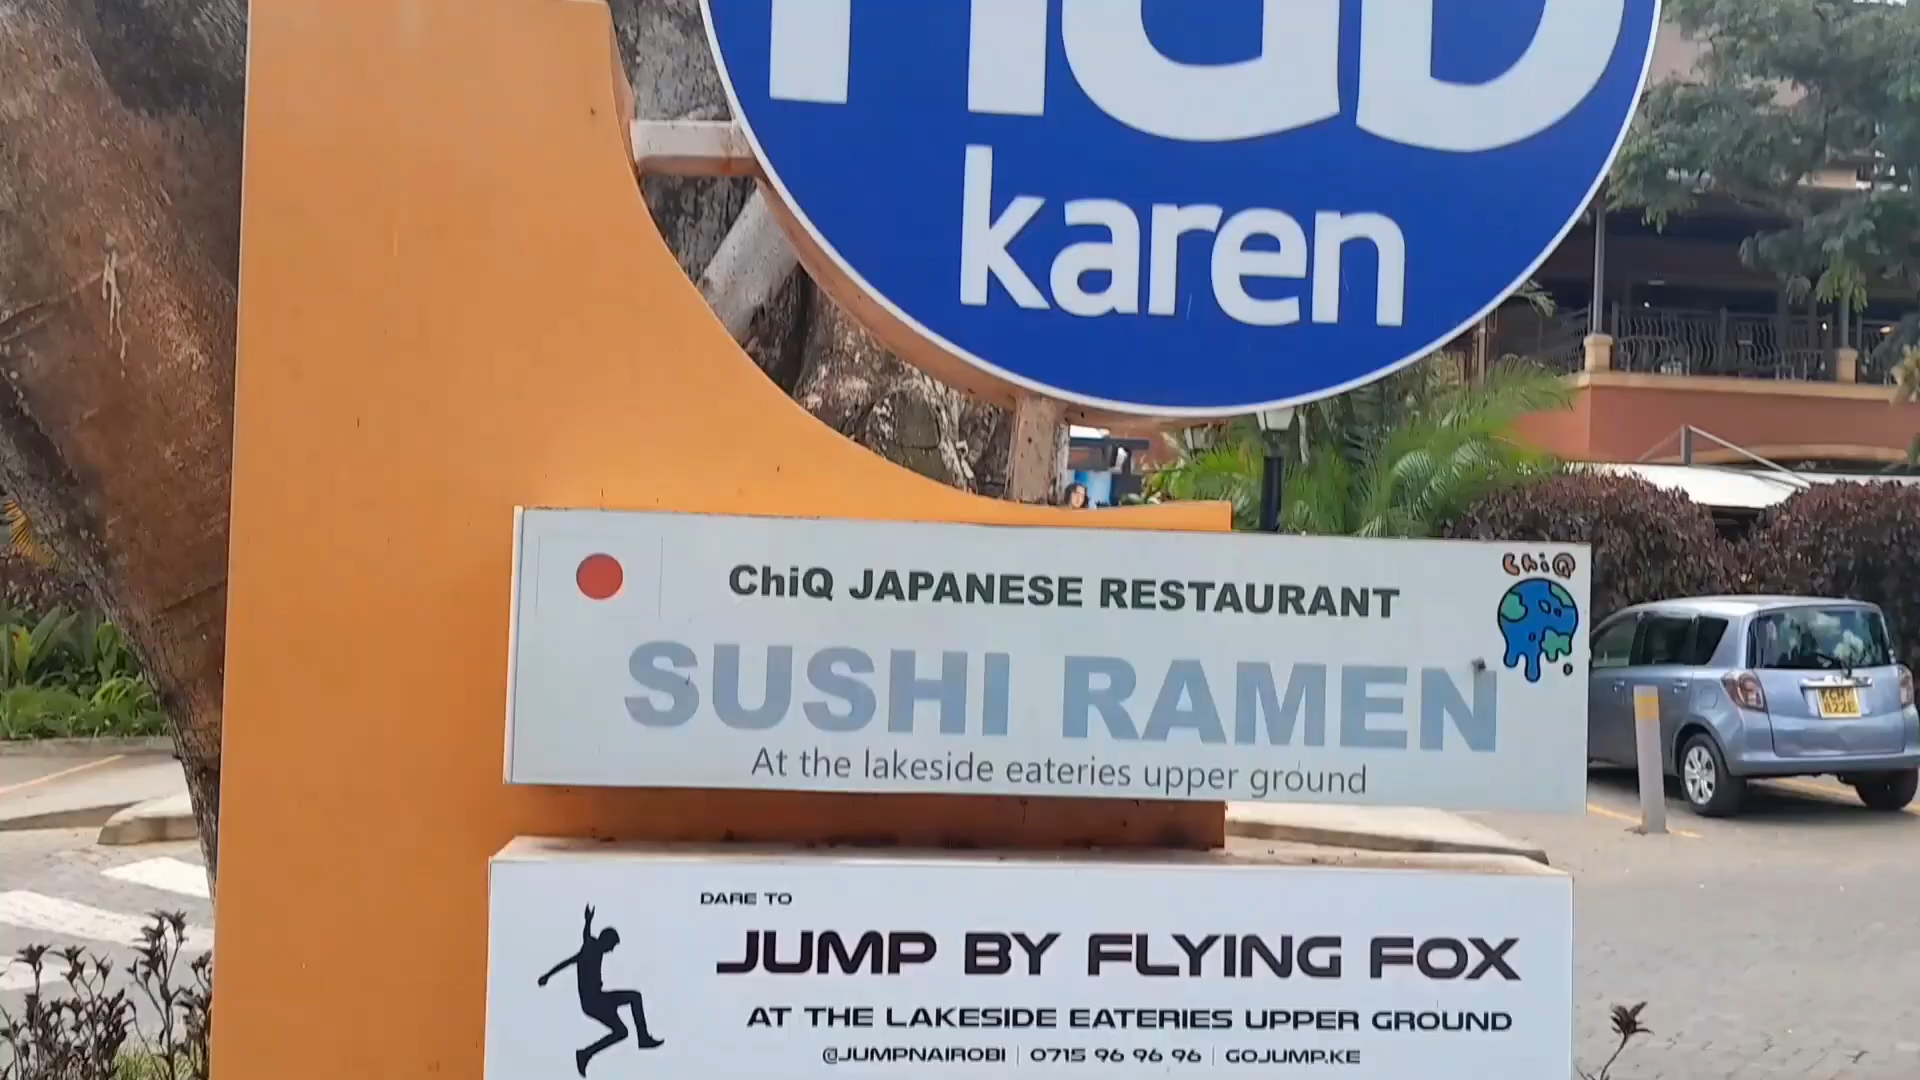 HUB
karen
ChiQ
ChiQ JAPANESE RESTAURANT
SUSHI RAMEN
At the lakeside eateries upper ground
DARE TO
JUMP BY FLYING FOX
AT THE LAKESIDE EATERIES UPPER GROUND
@JUMPNAIROBI | 0715 96 96 96 | GOJUMP.KE